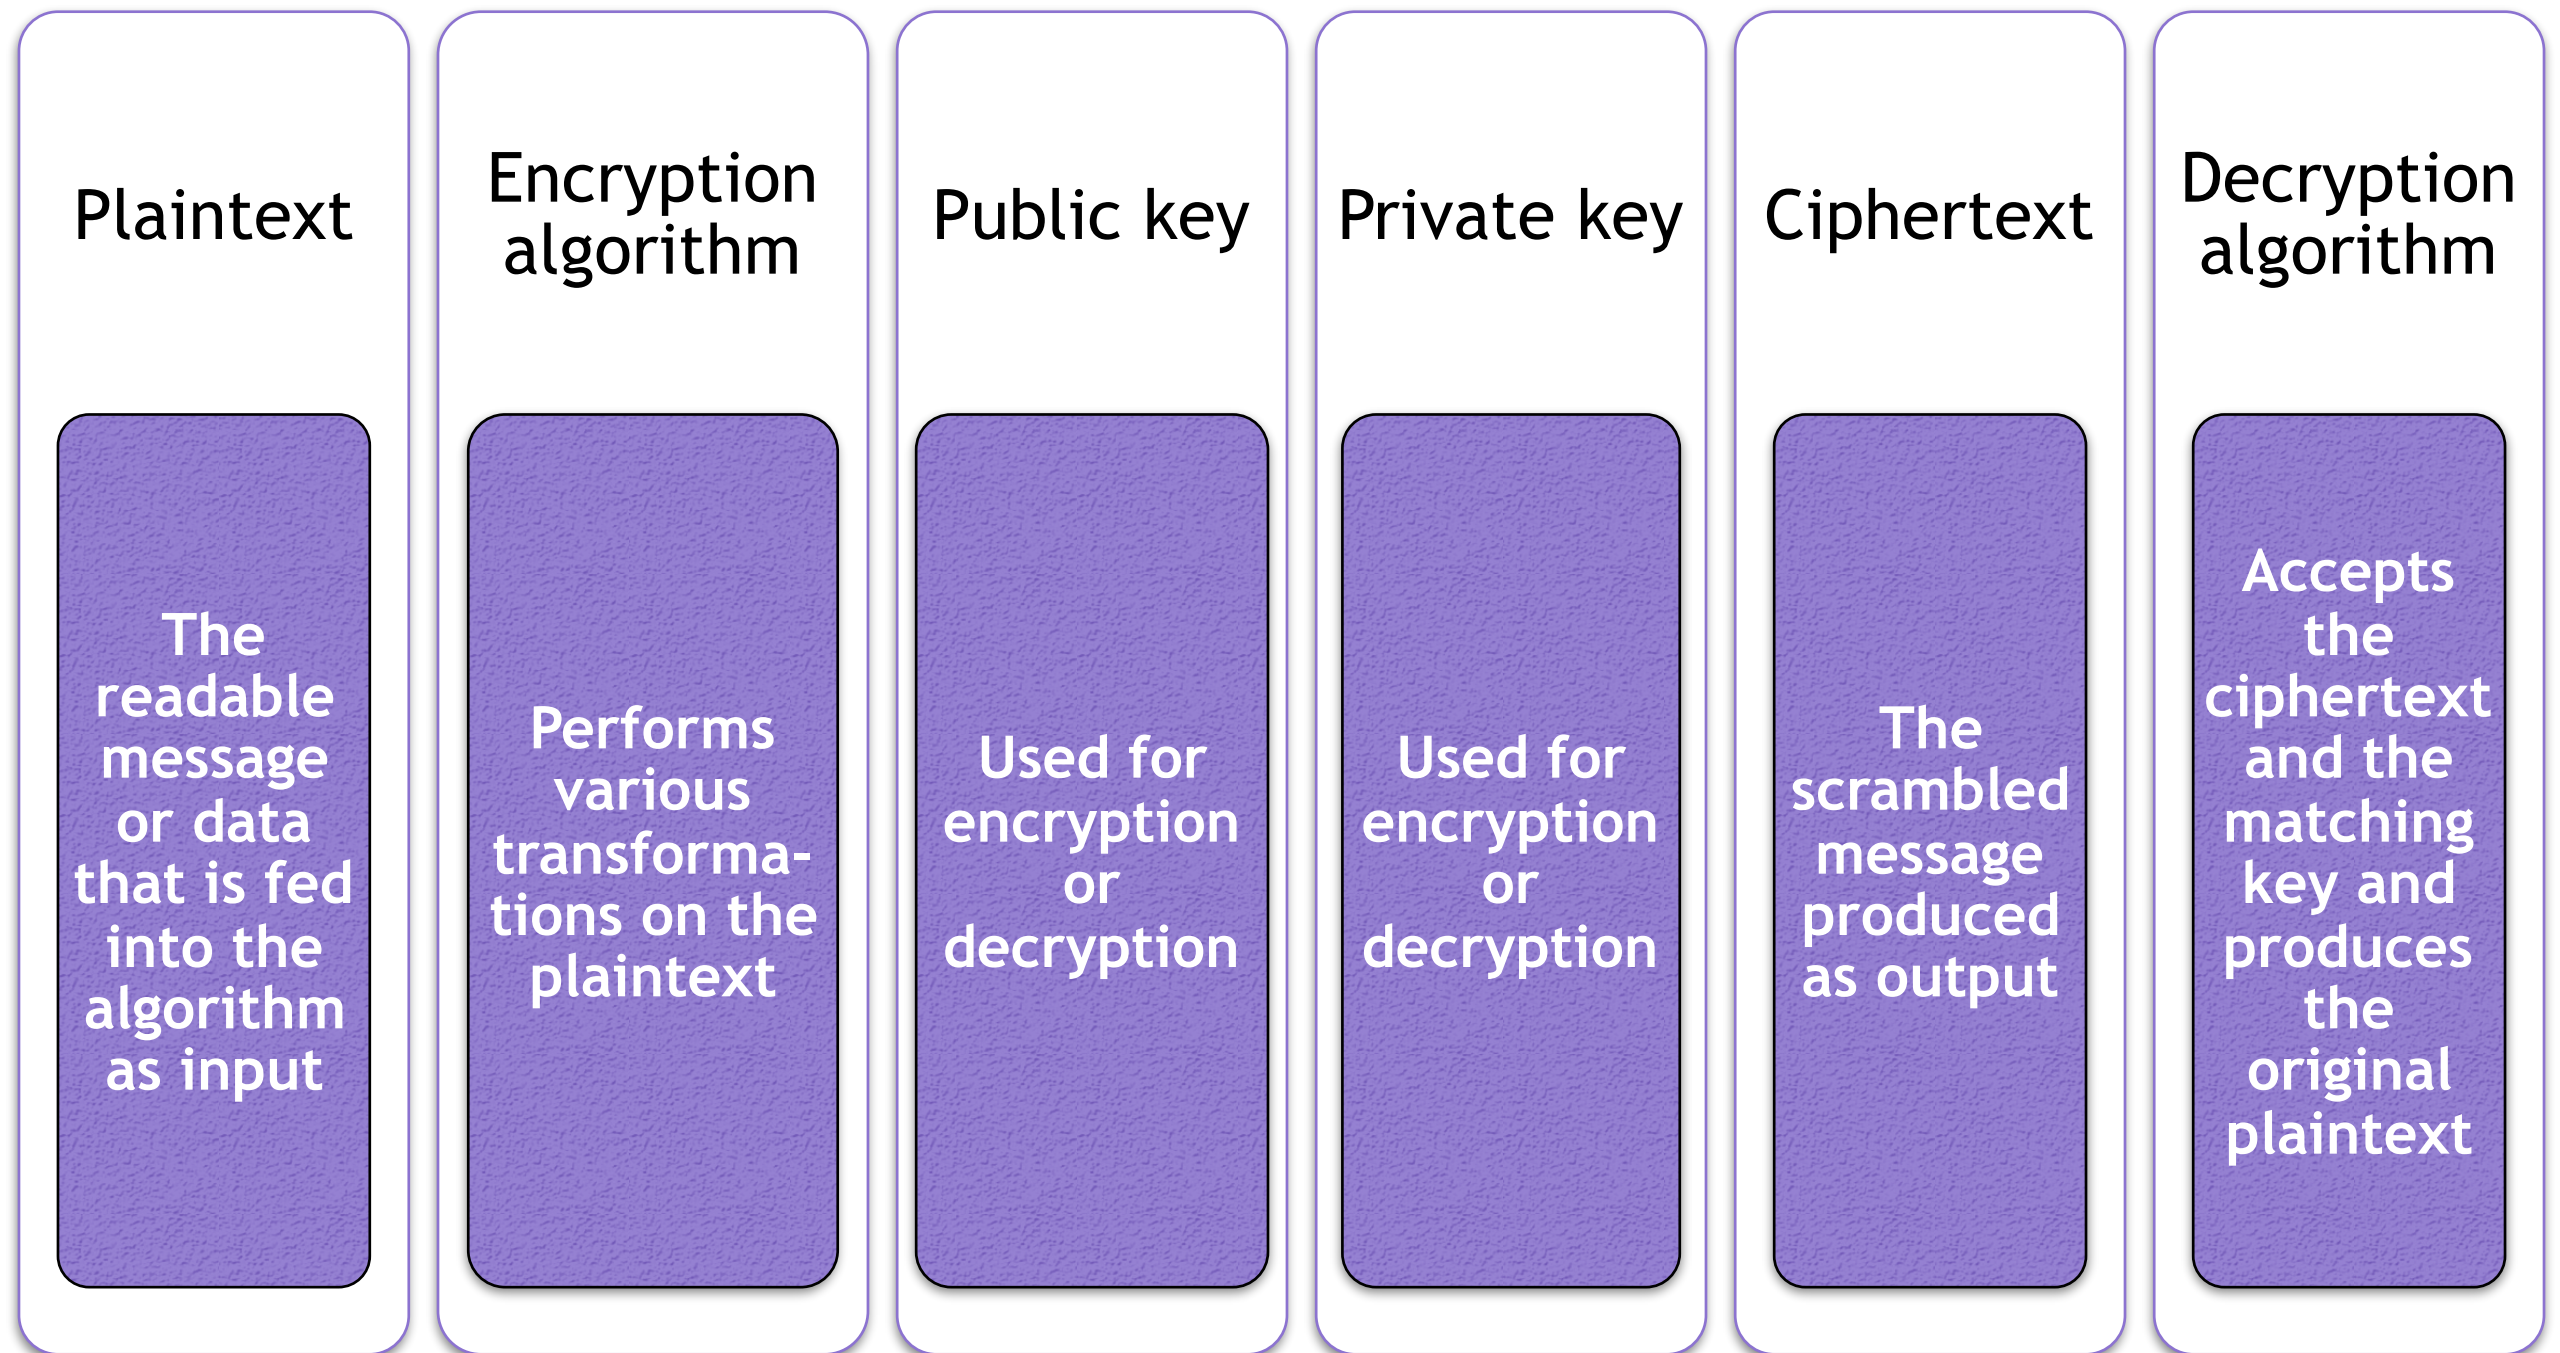 Plaintext
The
readable
message
or data
that is fed
into the
algorithm
as input
Encryption
algorithm
Performs
various
transforma-
tions on the
plaintext
Public key
Used for
encryption
or
decryption
Private key
Used for
encryption
or
decryption
Ciphertext
The
scrambled
message
produced
as output
Decryption
algorithm
Accepts
the
ciphertext
and the
matching
key and
produces
the
original
plaintext